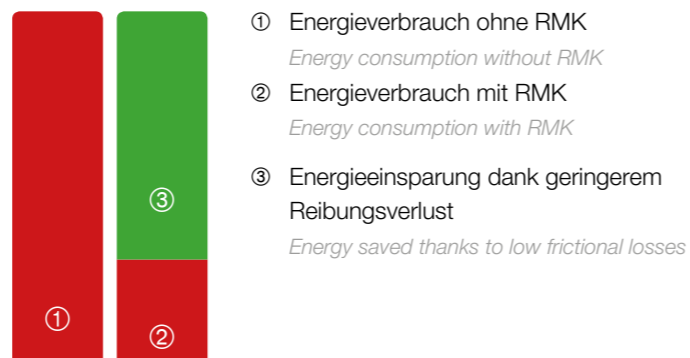 ① Energieverbrauch ohne RMK
Energy consumption without RMK
② Energieverbrauch mit RMK
Energy consumption with RMK
③ Energieeinsparung dank geringerem
Reibungsverlust
Energy saved thanks to low frictional losses
③
①
②